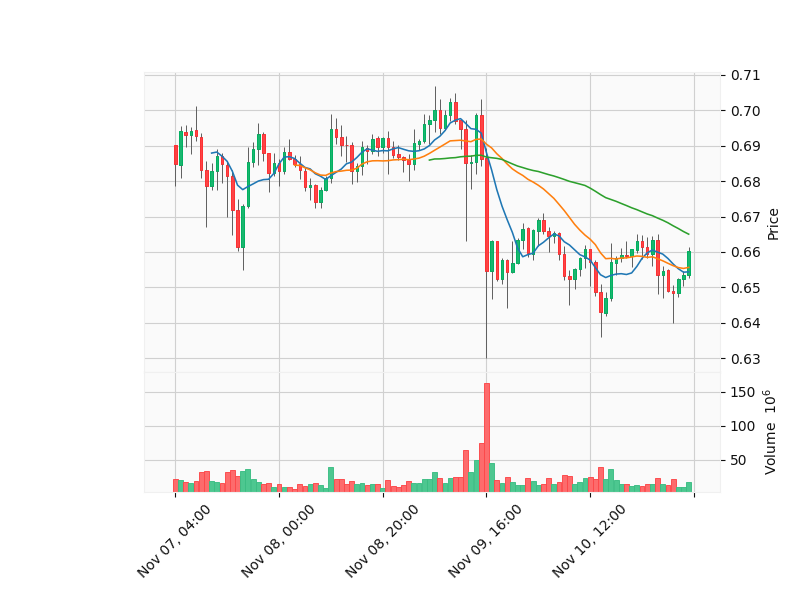 0.71
0.70
0.69
0.68
0.67
0.66
0.65
0.64
0.63
Price
150
100
50
Volume 10⁶
Nov 07, 04:00
Nov 08, 00:00
Nov 08, 20:00
Nov 09, 16:00
Nov 10, 12:00